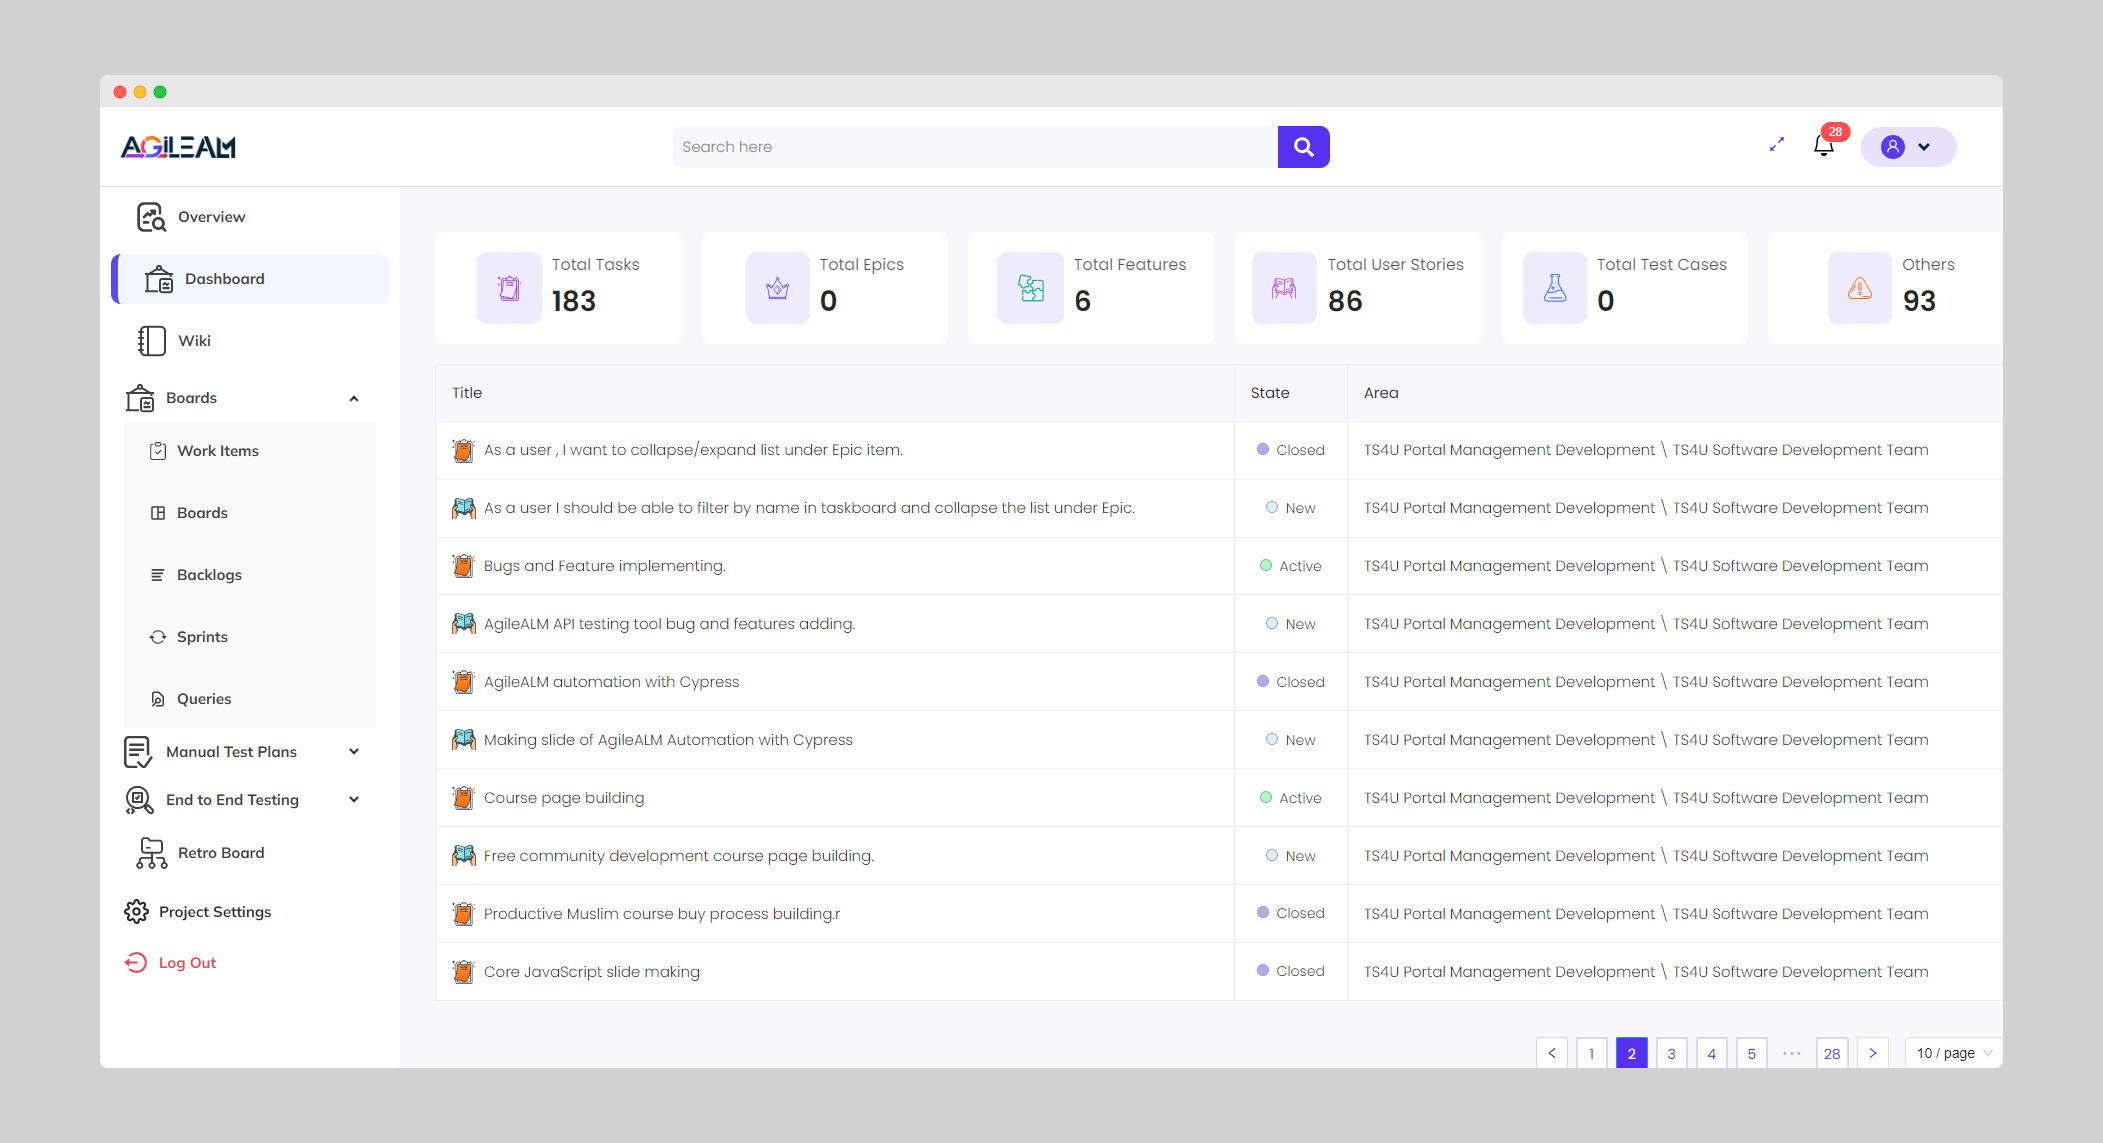 AGiLEAM
Search here
28
Overview
Dashboard
Wiki
Boards
Work Items
Boards
Backlogs
Sprints
Queries
Manual Test Plans
End to End Testing
Retro Board
Project Settings
Log Out
Total Tasks
183
Total Epics
0
Total Features
6
Total User Stories
86
Total Test Cases
0
Others
93
Title State Area
As a user , I want to collapse/expand list under Epic item. Closed TS4U Portal Management Development \ TS4U Software Development Team
As a user I should be able to filter by name in taskboard and collapse the list under Epic. New TS4U Portal Management Development \ TS4U Software Development Team
Bugs and Feature implementing. Active TS4U Portal Management Development \ TS4U Software Development Team
AgileALM API testing tool bug and features adding. New TS4U Portal Management Development \ TS4U Software Development Team
AgileALM automation with Cypress Closed TS4U Portal Management Development \ TS4U Software Development Team
Making slide of AgileALM Automation with Cypress New TS4U Portal Management Development \ TS4U Software Development Team
Course page building Active TS4U Portal Management Development \ TS4U Software Development Team
Free community development course page building. New TS4U Portal Management Development \ TS4U Software Development Team
Productive Muslim course buy process building.r Closed TS4U Portal Management Development \ TS4U Software Development Team
Core JavaScript slide making Closed TS4U Portal Management Development \ TS4U Software Development Team
< 1 2 3 4 5 ••• 28 > 10 / page